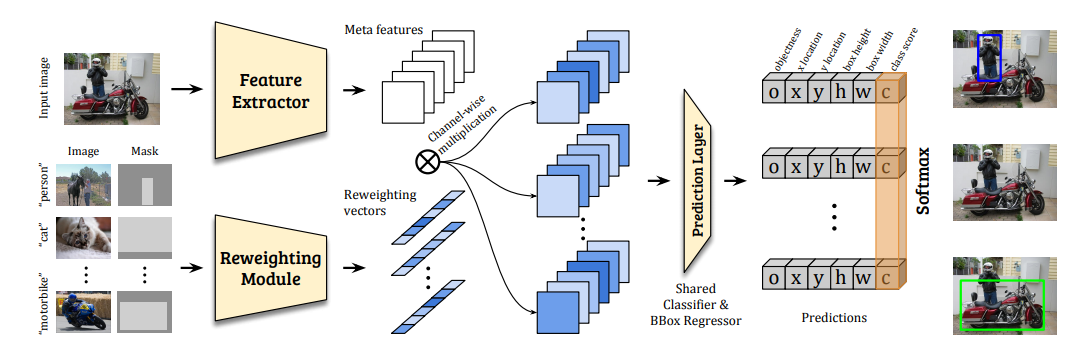 Input image
Feature
Extractor
Meta features
Channel-wise
multiplication
Image
Mask
"person"
"cat"
"motorbike"
Reweighting
Module
Reweighting
vectors
Prediction Layer
Shared
Classifier &
BBox Regressor
objectness
x location
y location
box height
box width
class score
o x y h w c
o x y h w c
o x y h w c
Softmax
Predictions